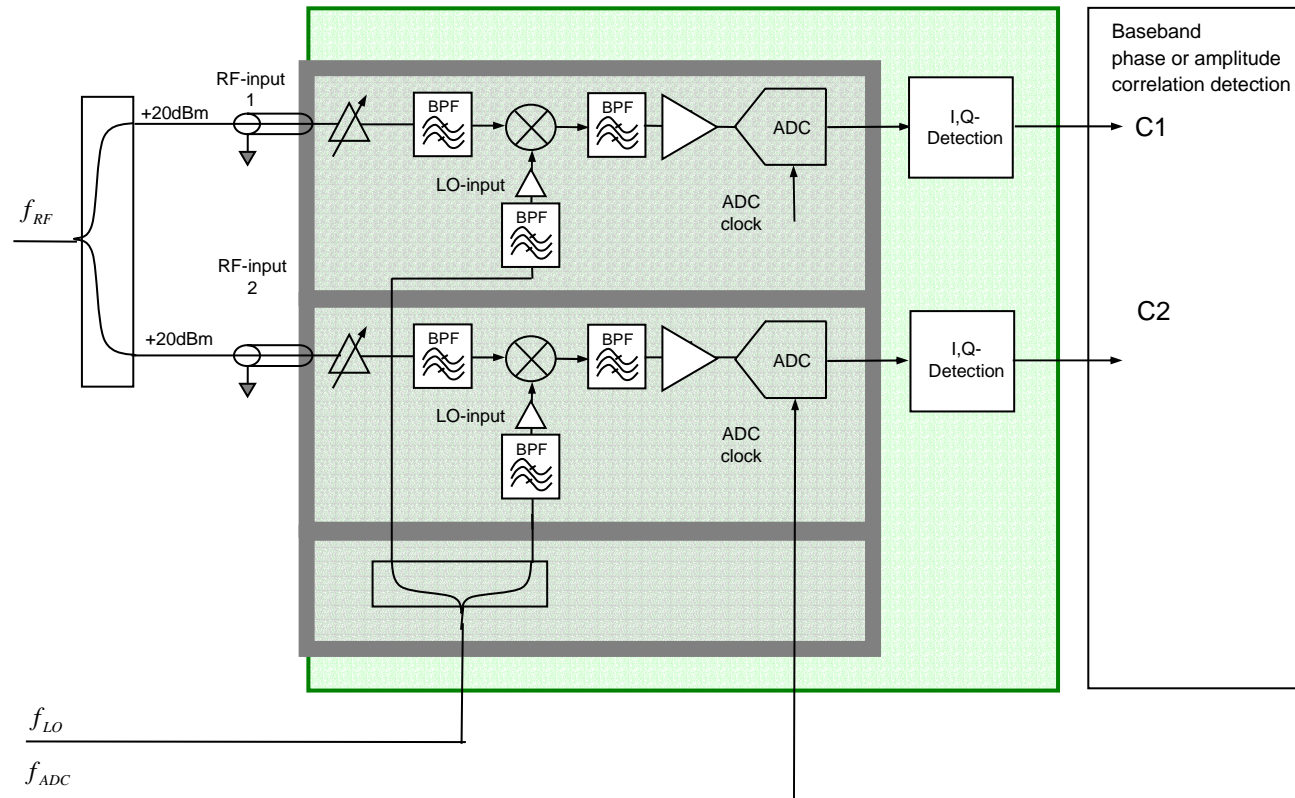 Baseband
phase or amplitude
correlation detection
RF-input
1
+20dBm
BPF
BPF
ADC
I,Q-
Detection
C1
LO-input
BPF
ADC
clock
f_RF
RF-input
2
+20dBm
BPF
BPF
ADC
I,Q-
Detection
C2
LO-input
BPF
ADC
clock
f_LO
f_ADC